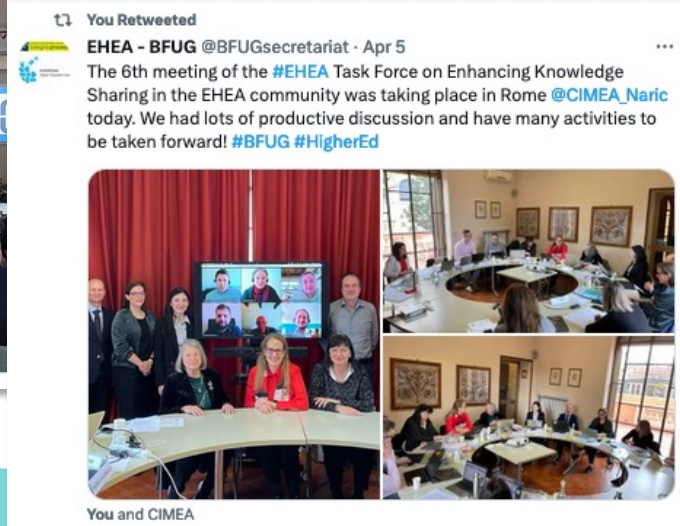 You Retweeted
EHEA - BFUG @BFUGsecretariat · Apr 5
The 6th meeting of the #EHEA Task Force on Enhancing Knowledge
Sharing in the EHEA community was taking place in Rome @CIMEA_Naric
today. We had lots of productive discussion and have many activities to
be taken forward! #BFUG #HigherEd
You and CIMEA